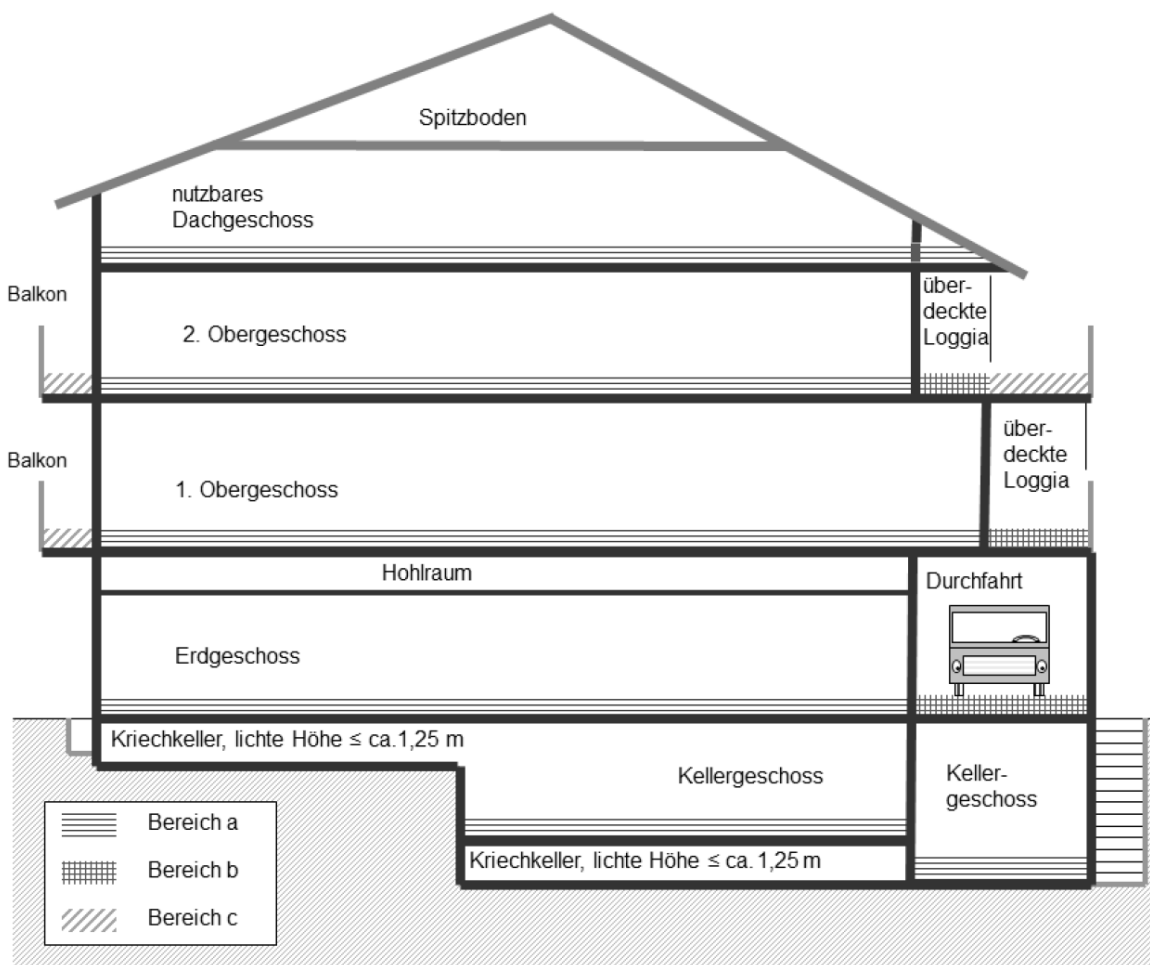 Spitzboden
nutzbares
Dachgeschoss
Balkon
2. Obergeschoss
über-
deckte
Loggia
Balkon
1. Obergeschoss
über-
deckte
Loggia
Hohlraum
Durchfahrt
Erdgeschoss
Kriechkeller, lichte Höhe ≤ ca.1,25 m
Kellergeschoss
Keller-
geschoss
Kriechkeller, lichte Höhe ≤ ca. 1,25 m
Bereich a
Bereich b
Bereich c